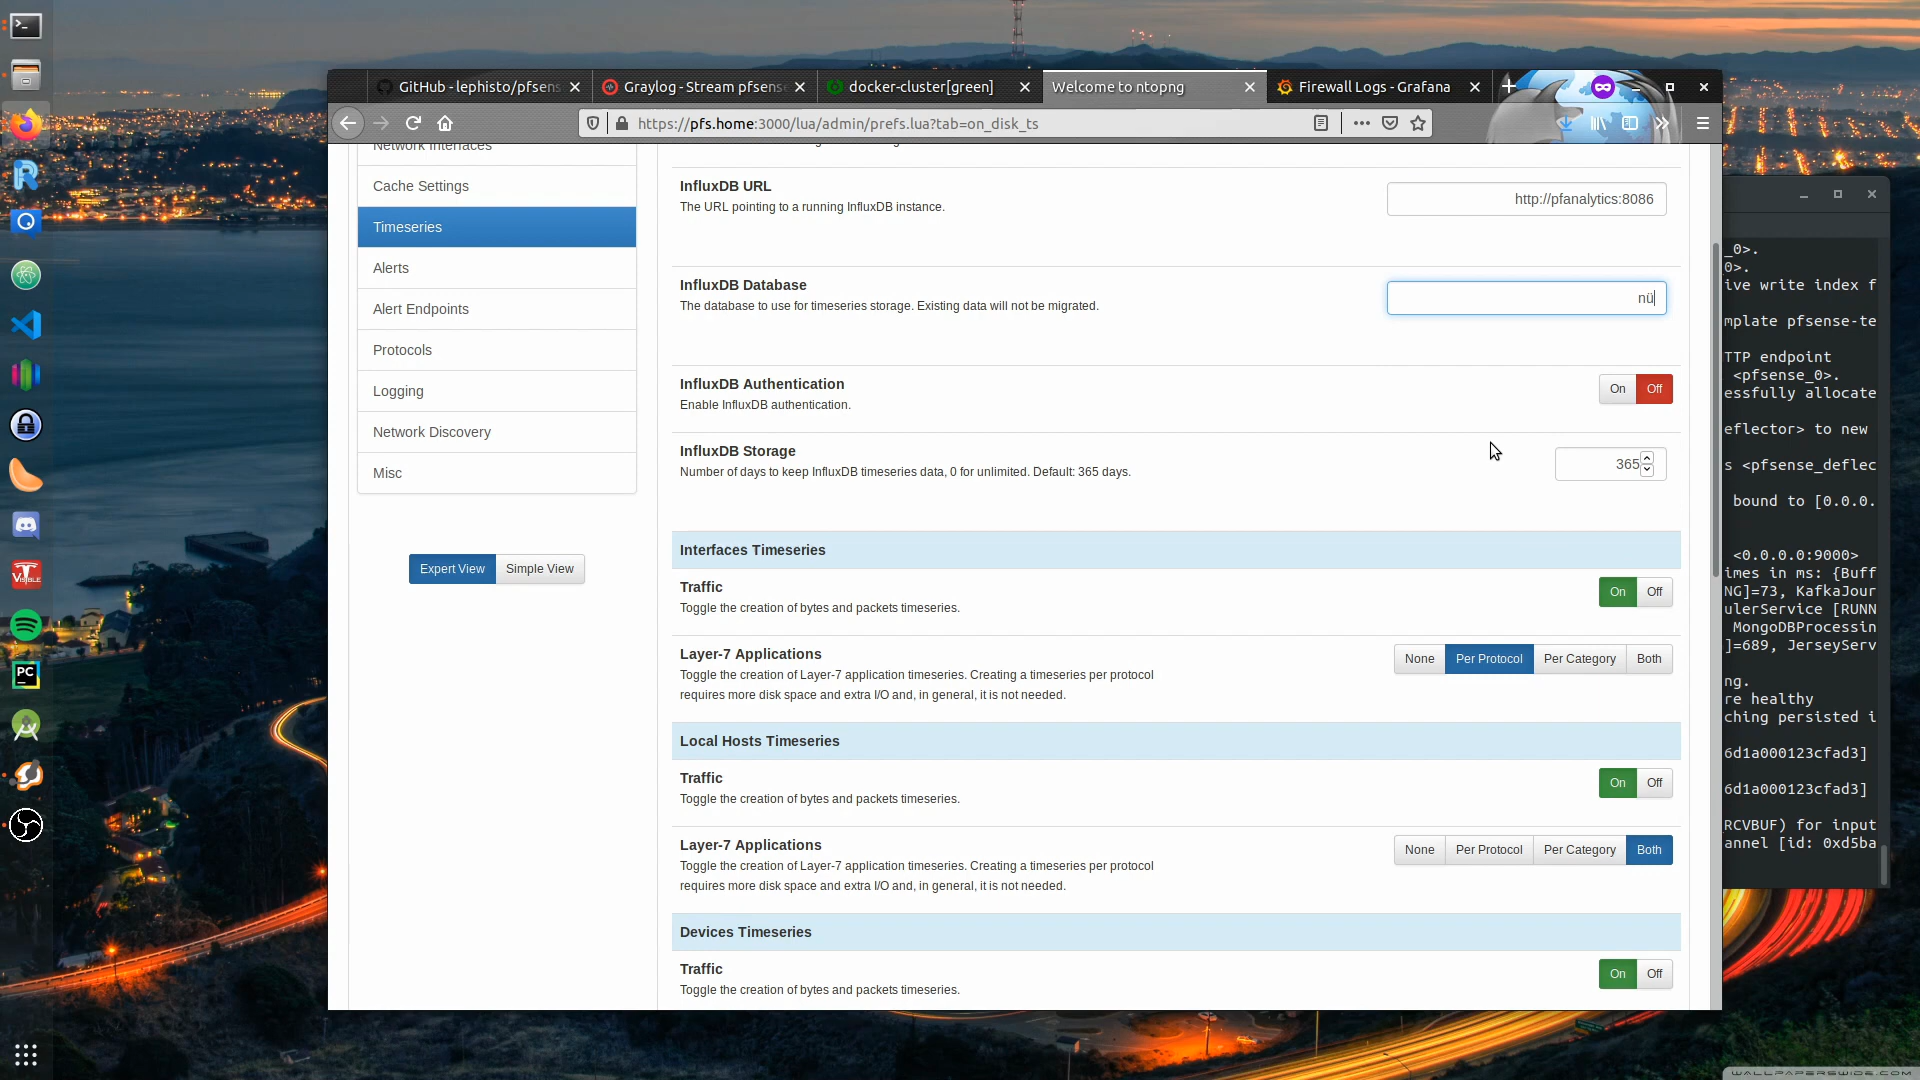 GitHub - lephisto/pfsens
Graylog - Stream pfsense
docker-cluster[green]
Welcome to ntopng
Firewall Logs - Grafana
https://pfs.home:3000/lua/admin/prefs.lua?tab=on_disk_ts
Network Interfaces
Cache Settings
Timeseries
Alerts
Alert Endpoints
Protocols
Logging
Network Discovery
Misc
Expert View
Simple View
InfluxDB URL
http://pfanalytics:8086
The URL pointing to a running InfluxDB instance.
InfluxDB Database
nü
The database to use for timeseries storage. Existing data will not be migrated.
InfluxDB Authentication
On Off
Enable InfluxDB authentication.
InfluxDB Storage
365
Number of days to keep InfluxDB timeseries data, 0 for unlimited. Default: 365 days.
Interfaces Timeseries
Traffic
On Off
Toggle the creation of bytes and packets timeseries.
Layer-7 Applications
None Per Protocol Per Category Both
Toggle the creation of Layer-7 application timeseries. Creating a timeseries per protocol
requires more disk space and extra I/O and, in general, it is not needed.
Local Hosts Timeseries
Traffic
On Off
Toggle the creation of bytes and packets timeseries.
Layer-7 Applications
None Per Protocol Per Category Both
Toggle the creation of Layer-7 application timeseries. Creating a timeseries per protocol
requires more disk space and extra I/O and, in general, it is not needed.
Devices Timeseries
Traffic
On Off
Toggle the creation of bytes and packets timeseries.
_0>.
0>.
ive write index f
mplate pfsense-te
TTP endpoint
<pfsense_0>.
essfully allocate
eflector> to new
s <pfsense_deflec
bound to [0.0.0.
<0.0.0.0:9000>
imes in ms: {Buff
NG]=73, KafkaJour
ulerService [RUNN
MongoDBProcessin
]=689, JerseyServ
ng.
re healthy
ching persisted i
6d1a000123cfad3]
6d1a000123cfad3]
RCVBUF) for input
annel [id: 0xd5ba
VISIBLE
PC
WALLPAPERSWIDE.COM